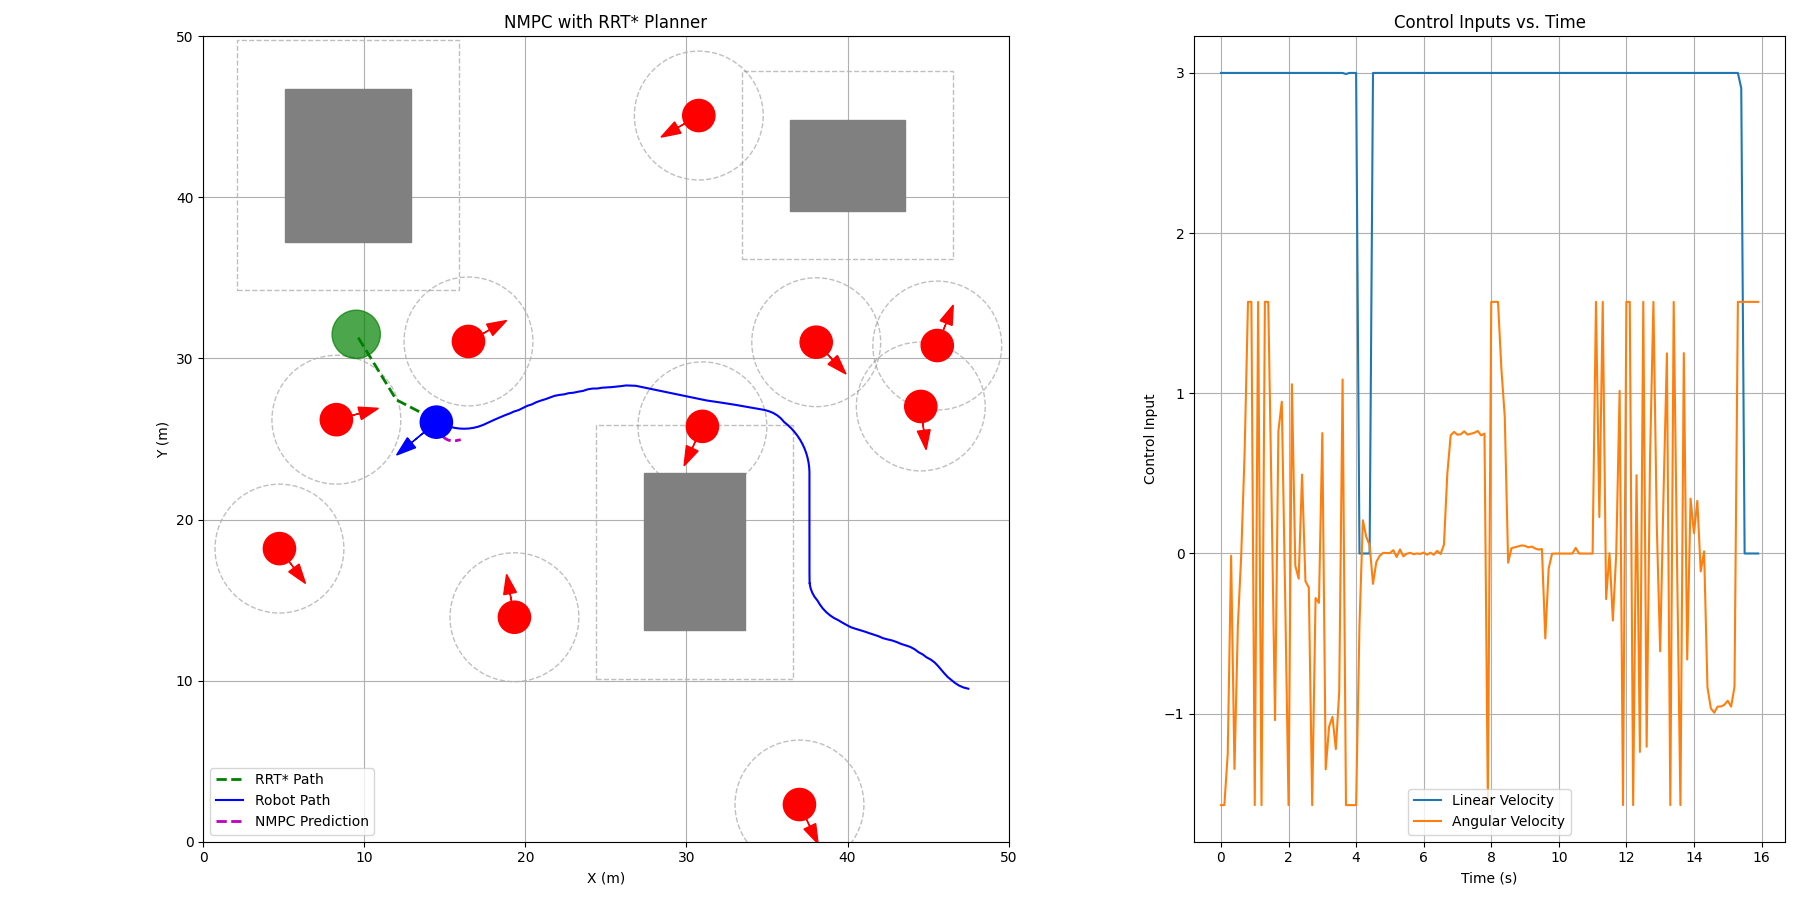 NMPC with RRT* Planner
50
40
30
20
10
0
Y (m)
0 10 20 30 40 50
X (m)
RRT* Path
Robot Path
NMPC Prediction
Control Inputs vs. Time
3
2
1
0
−1
Control Input
0 2 4 6 8 10 12 14 16
Time (s)
Linear Velocity
Angular Velocity